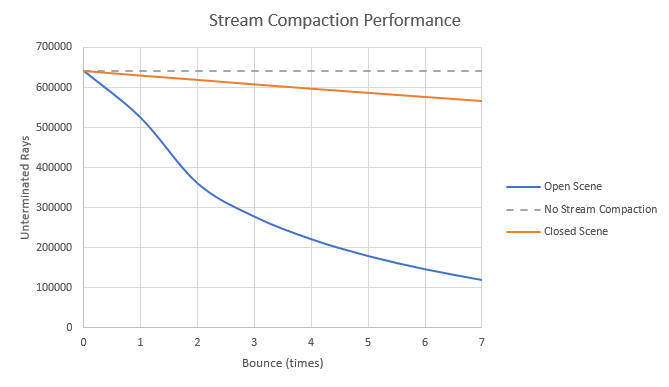 Stream Compaction Performance
700000
600000
500000
400000
300000
200000
100000
0
Unterminated Rays
0 1 2 3 4 5 6 7
Bounce (times)
Open Scene
No Stream Compaction
Closed Scene